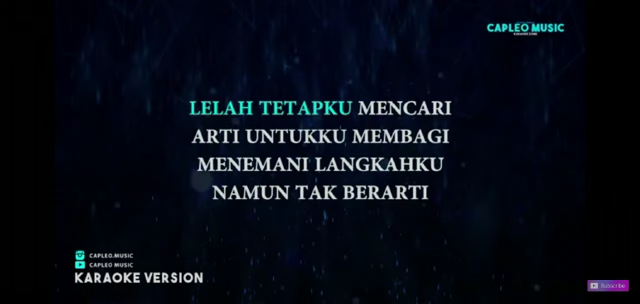 CAPLEO MUSIC
LELAH TETAPKU MENCARI
ARTI UNTUKKU MEMBAGI
MENEMANI LANGKAHKU
NAMUN TAK BERARTI
CAPLEO.MUSIC
CAPLEO MUSIC
KARAOKE VERSION
Subscribe